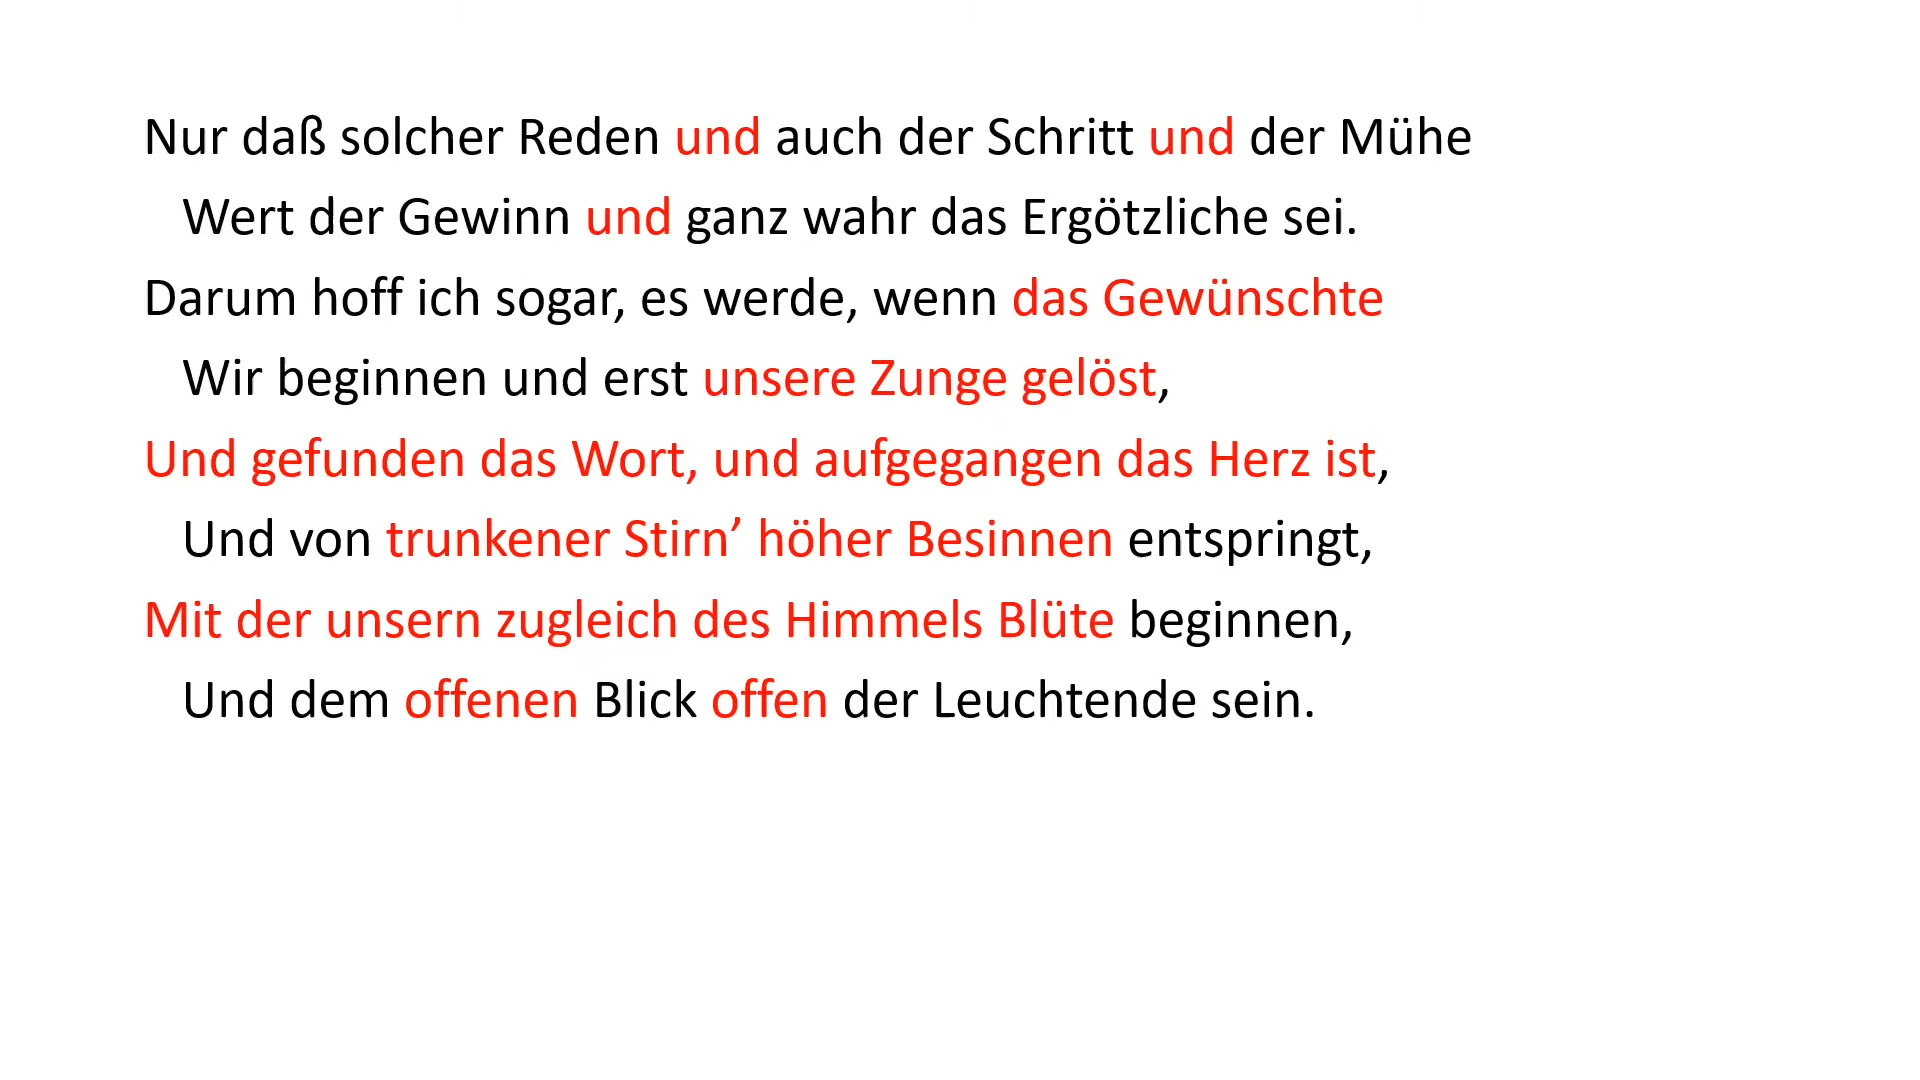 Nur daß solcher Reden und auch der Schritt und der Mühe
Wert der Gewinn und ganz wahr das Ergötzliche sei.
Darum hoff ich sogar, es werde, wenn das Gewünschte
Wir beginnen und erst unsere Zunge gelöst,
Und gefunden das Wort, und aufgegangen das Herz ist,
Und von trunkener Stirn’ höher Besinnen entspringt,
Mit der unsern zugleich des Himmels Blüte beginnen,
Und dem offenen Blick offen der Leuchtende sein.